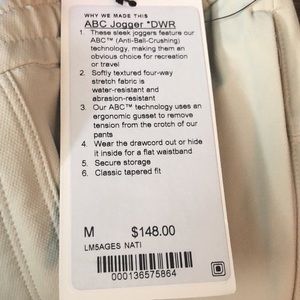 WHY WE MADE THIS
ABC Jogger *DWR
1. These sleek joggers feature our
ABC™ (Anti-Ball-Crushing)
technology, making them an
obvious choice for recreation
or travel
2. Softly textured four-way
stretch fabric is
water-resistant and
abrasion-resistant
3. Our ABC™ technology uses an
ergonomic gusset to remove
tension from the crotch of our
pants
4. Wear the drawcord out or hide
it inside for a flat waistband
5. Secure storage
6. Classic tapered fit
M $148.00
LM5AGES NATI
000136575864